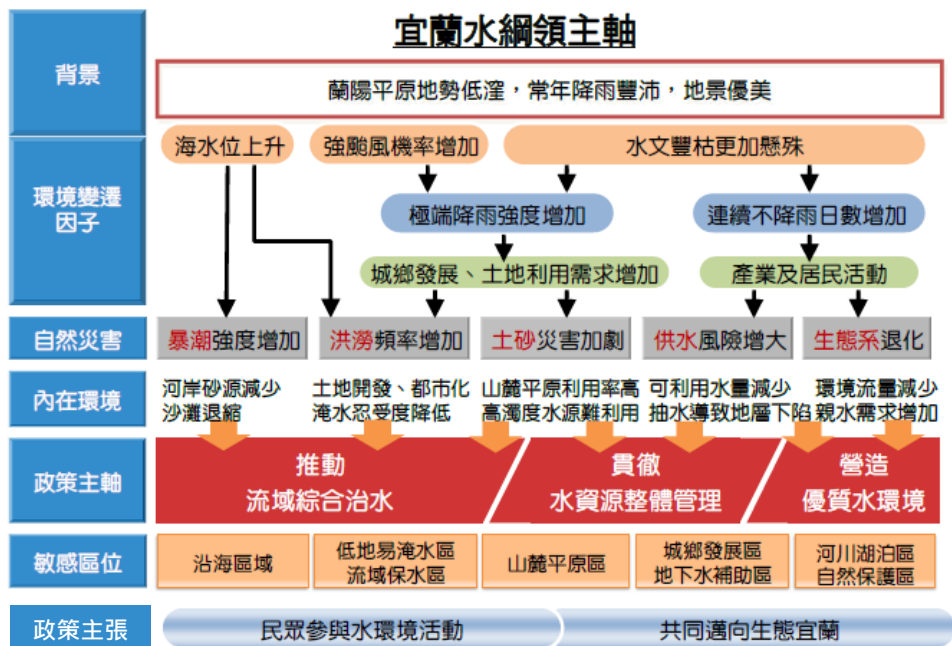 宜蘭水綱領主軸
背景
蘭陽平原地勢低漥，常年降雨豐沛，地景優美
環境變遷
因子
海水位上升
強颱風機率增加
水文豐枯更加懸殊
極端降雨強度增加
連續不降雨日數增加
城鄉發展、土地利用需求增加
產業及居民活動
自然災害
暴潮強度增加
洪澇頻率增加
土砂災害加劇
供水風險增大
生態系退化
內在環境
河岸砂源減少
沙灘退縮
土地開發、都市化
淹水忍受度降低
山麓平原利用率高
高濁度水源難利用
可利用水量減少
抽水導致地層下陷
環境流量減少
親水需求增加
政策主軸
推動
流域綜合治水
貫徹
水資源整體管理
營造
優質水環境
敏感區位
沿海區域
低地易淹水區
流域保水區
山麓平原區
城鄉發展區
地下水補助區
河川湖泊區
自然保護區
政策主張
民眾參與水環境活動
共同邁向生態宜蘭